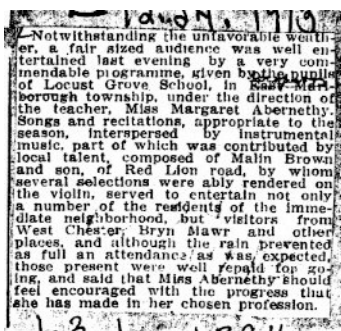 1919
Notwithstanding the unfavorable weath-
er, a fair sized audience was well en-
tertained last evening by a very com-
mendable programme, given by the pupils
of Locust Grove School, in East Marl-
borough township, under the direction of
the teacher, Miss Margaret Abernethy.
Songs and recitations, appropriate to the
season, interspersed by instrumental
music, part of which was contributed by
local talent, composed of Malin Brown
and son, of Red Lion road, by whom
several selections were ably rendered on
the violin, served to entertain not only
a number of the residents of the imme-
diate neighborhood, but visitors from
West Chester, Bryn Mawr and other
places, and although the rain prevented
as full an attendance as was expected,
those present were well repaid for go-
ing, and said that Miss Abernethy should
feel encouraged with the progress that
she has made in her chosen profession.